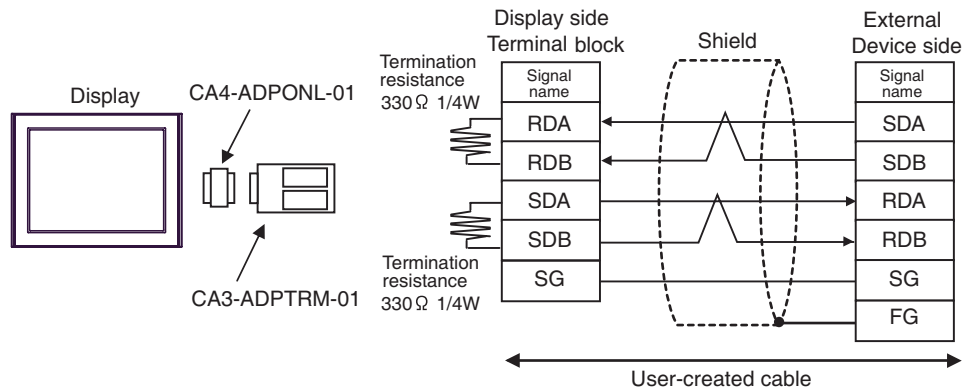 Display
CA4-ADPONL-01
CA3-ADPTRM-01
Termination
resistance
330Ω 1/4W
Termination
resistance
330Ω 1/4W
Display side
Terminal block
Signal
name
RDA
RDB
SDA
SDB
SG
Shield
External
Device side
Signal
name
SDA
SDB
RDA
RDB
SG
FG
User-created cable